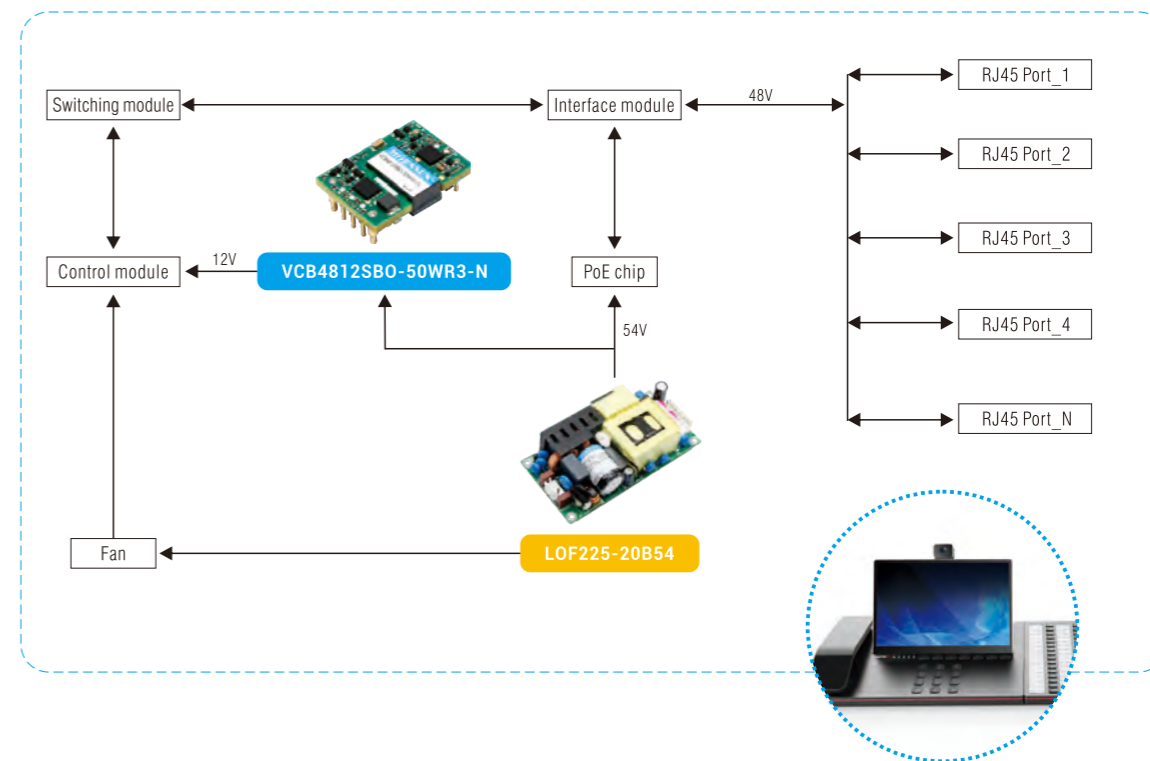 RJ45 Port_1
Switching module
Interface module
48V
RJ45 Port_2
RJ45 Port_3
Control module
12V
VCB4812SBO-50WR3-N
PoE chip
54V
RJ45 Port_4
RJ45 Port_N
Fan
LOF225-20B54